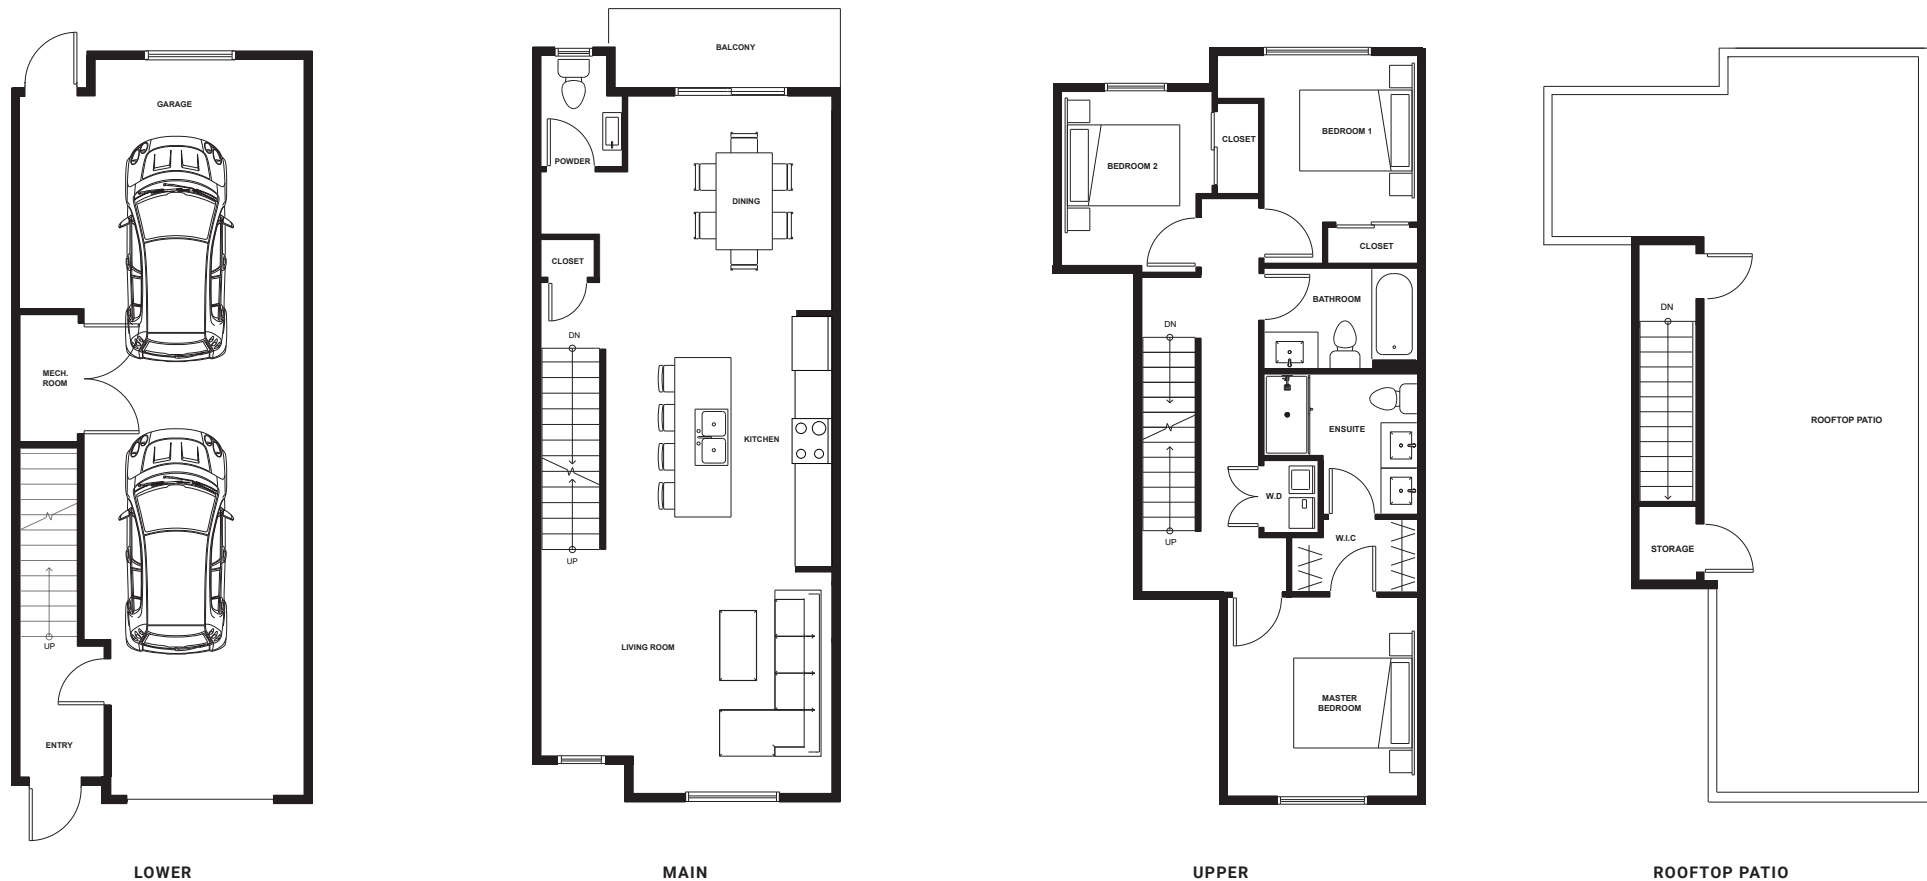 GARAGE
MECH.
ROOM
UP
ENTRY
LOWER
BALCONY
POWDER
DINING
CLOSET
DN
KITCHEN
UP
LIVING ROOM
MAIN
BEDROOM 1
CLOSET
BEDROOM 2
CLOSET
BATHROOM
DN
ENSUITE
W.D
W.I.C
UP
MASTER
BEDROOM
UPPER
DN
ROOFTOP PATIO
STORAGE
ROOFTOP PATIO